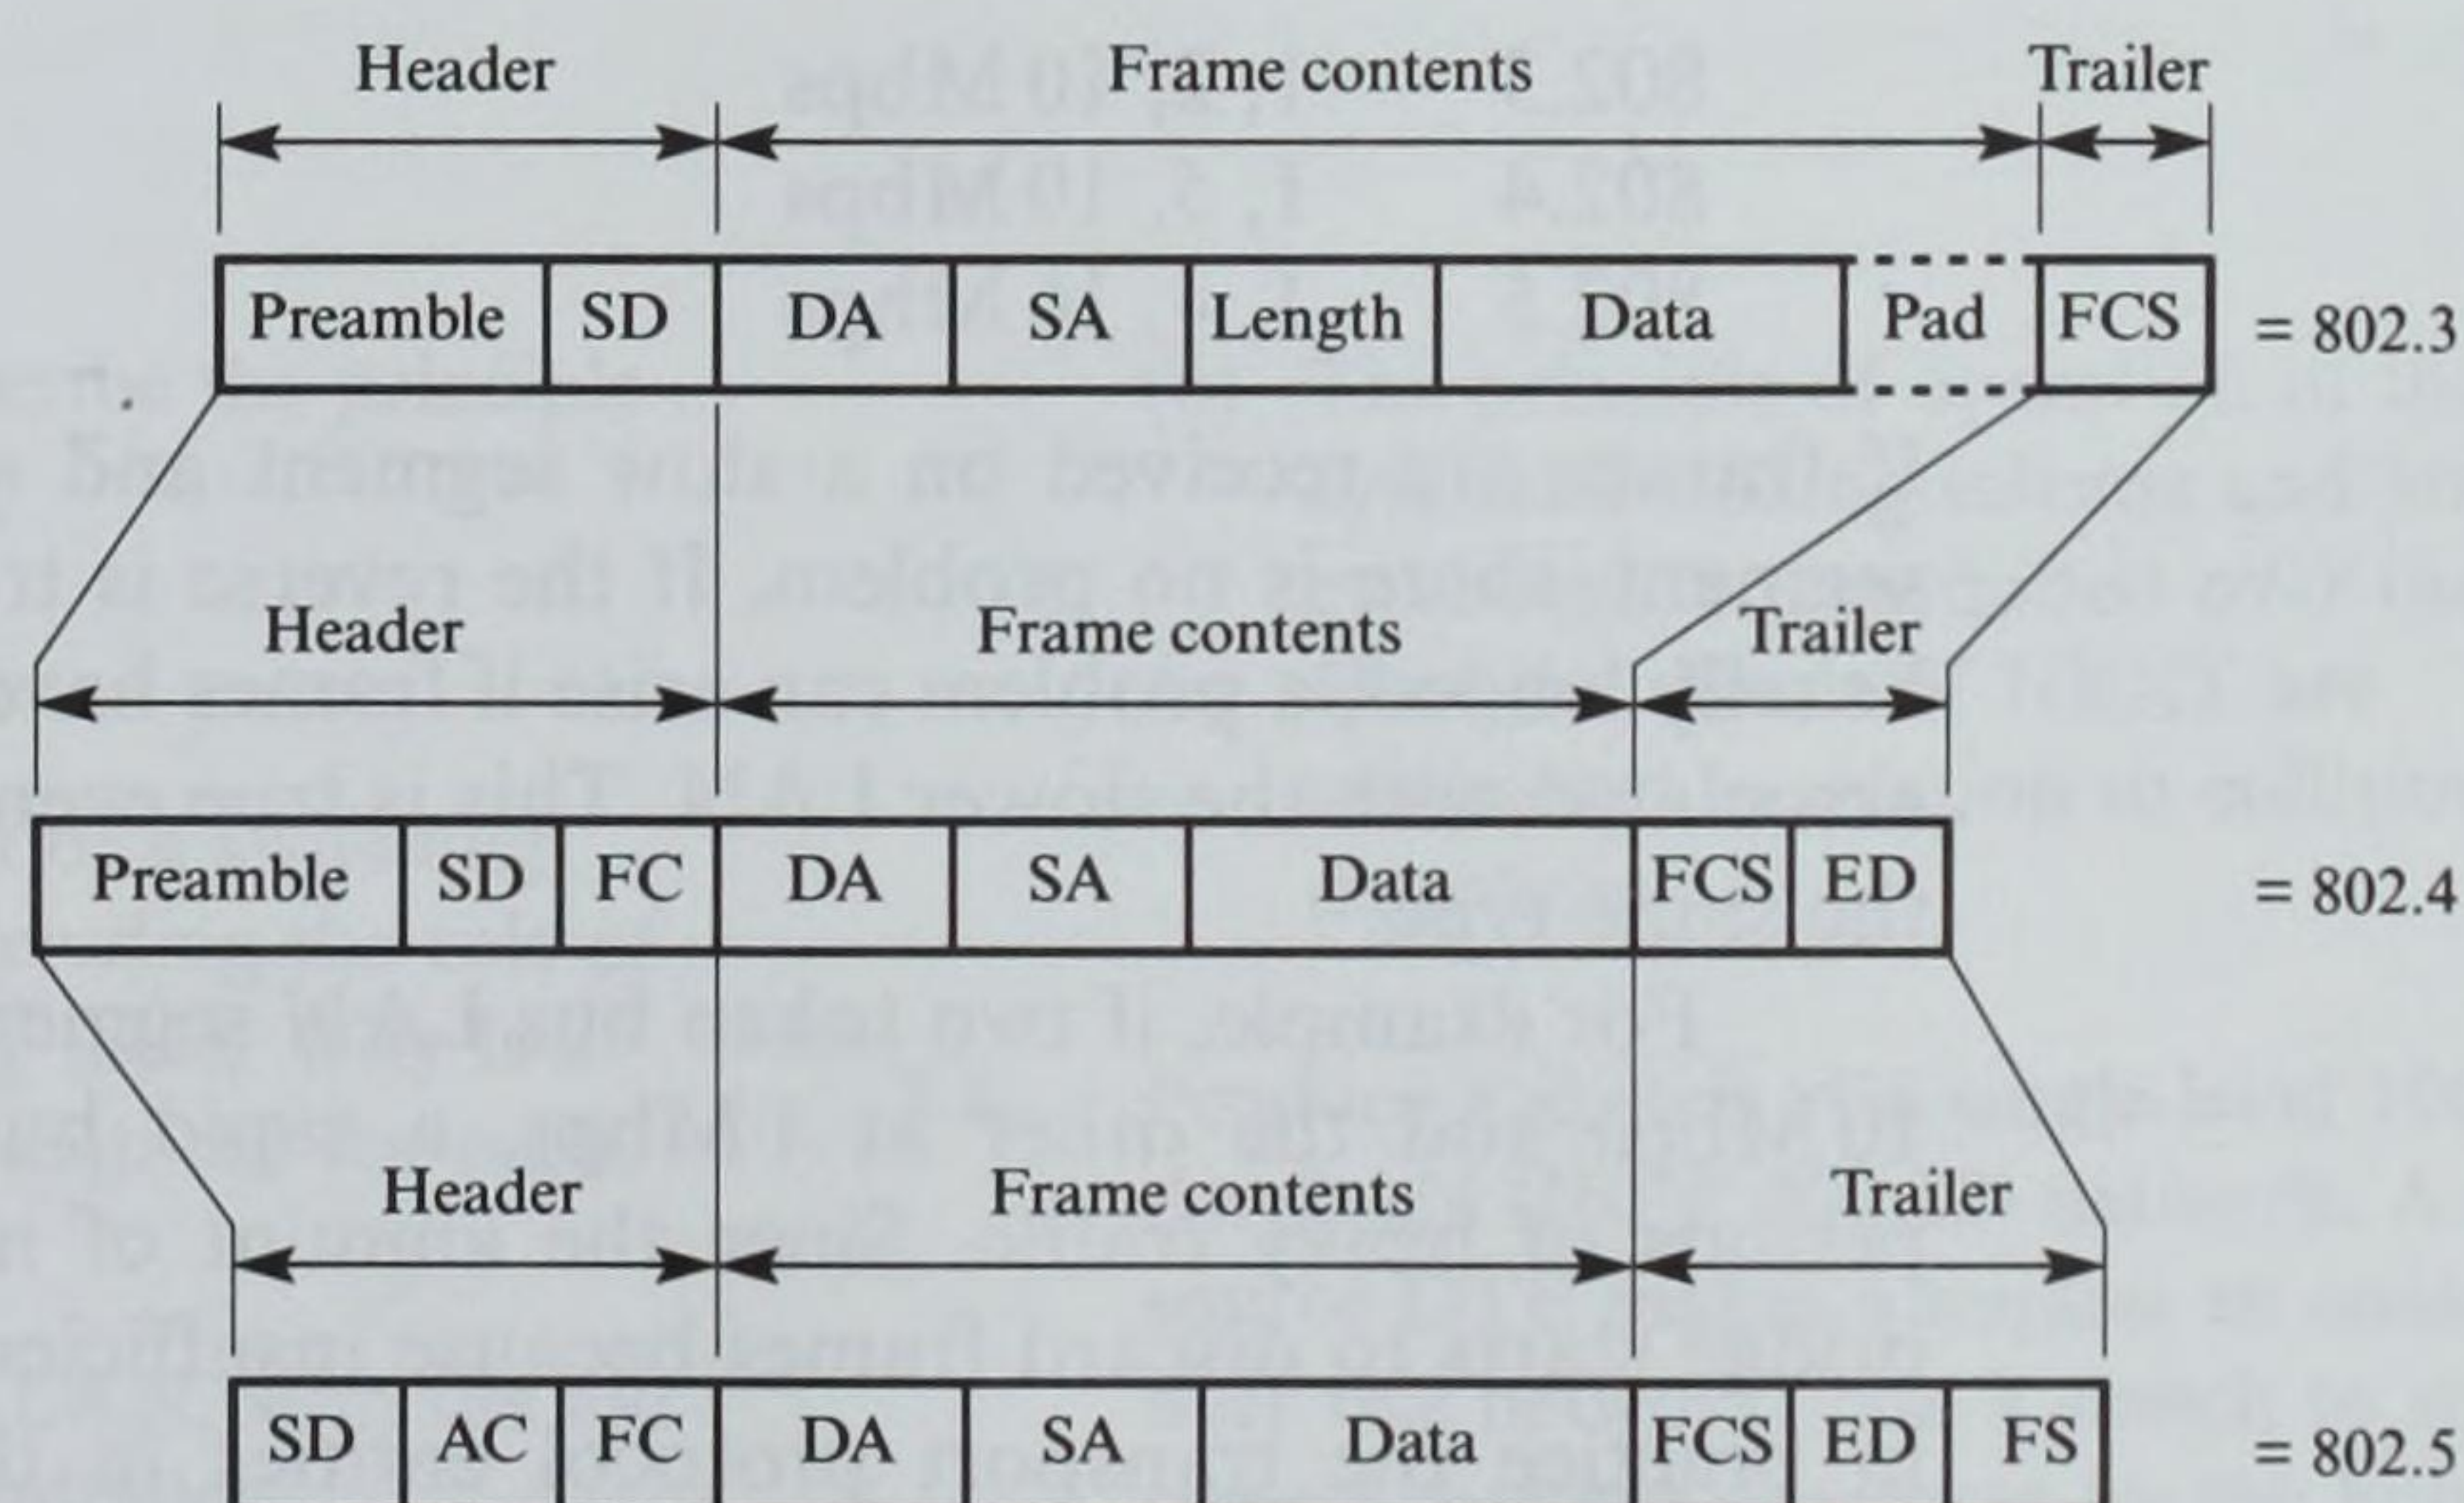 Header Frame contents Trailer
Preamble SD DA SA Length Data Pad FCS = 802.3
Header Frame contents Trailer
Preamble SD FC DA SA Data FCS ED = 802.4
Header Frame contents Trailer
SD AC FC DA SA Data FCS ED FS = 802.5